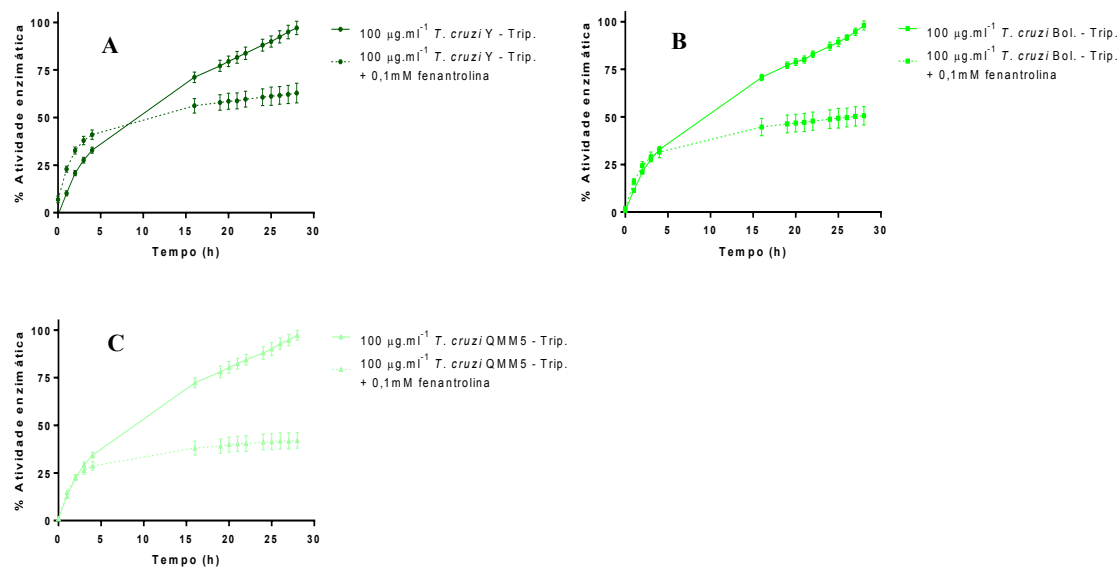 A
100
75
50
25
0
% Atividade enzimática
0 5 10 15 20 25 30
Tempo (h)
100 μg.ml⁻¹ T. cruzi Y - Trip.
100 μg.ml⁻¹ T. cruzi Y - Trip.
+ 0,1mM fenantrolina
B
100
75
50
25
0
% Atividade enzimática
0 5 10 15 20 25 30
Tempo (h)
100 μg.ml⁻¹ T. cruzi Bol. - Trip.
100 μg.ml⁻¹ T. cruzi Bol. - Trip.
+ 0,1mM fenantrolina
C
100
75
50
25
0
% Atividade enzimática
0 5 10 15 20 25 30
Tempo (h)
100 μg.ml⁻¹ T. cruzi QMM5 - Trip.
100 μg.ml⁻¹ T. cruzi QMM5 - Trip.
+ 0,1mM fenantrolina